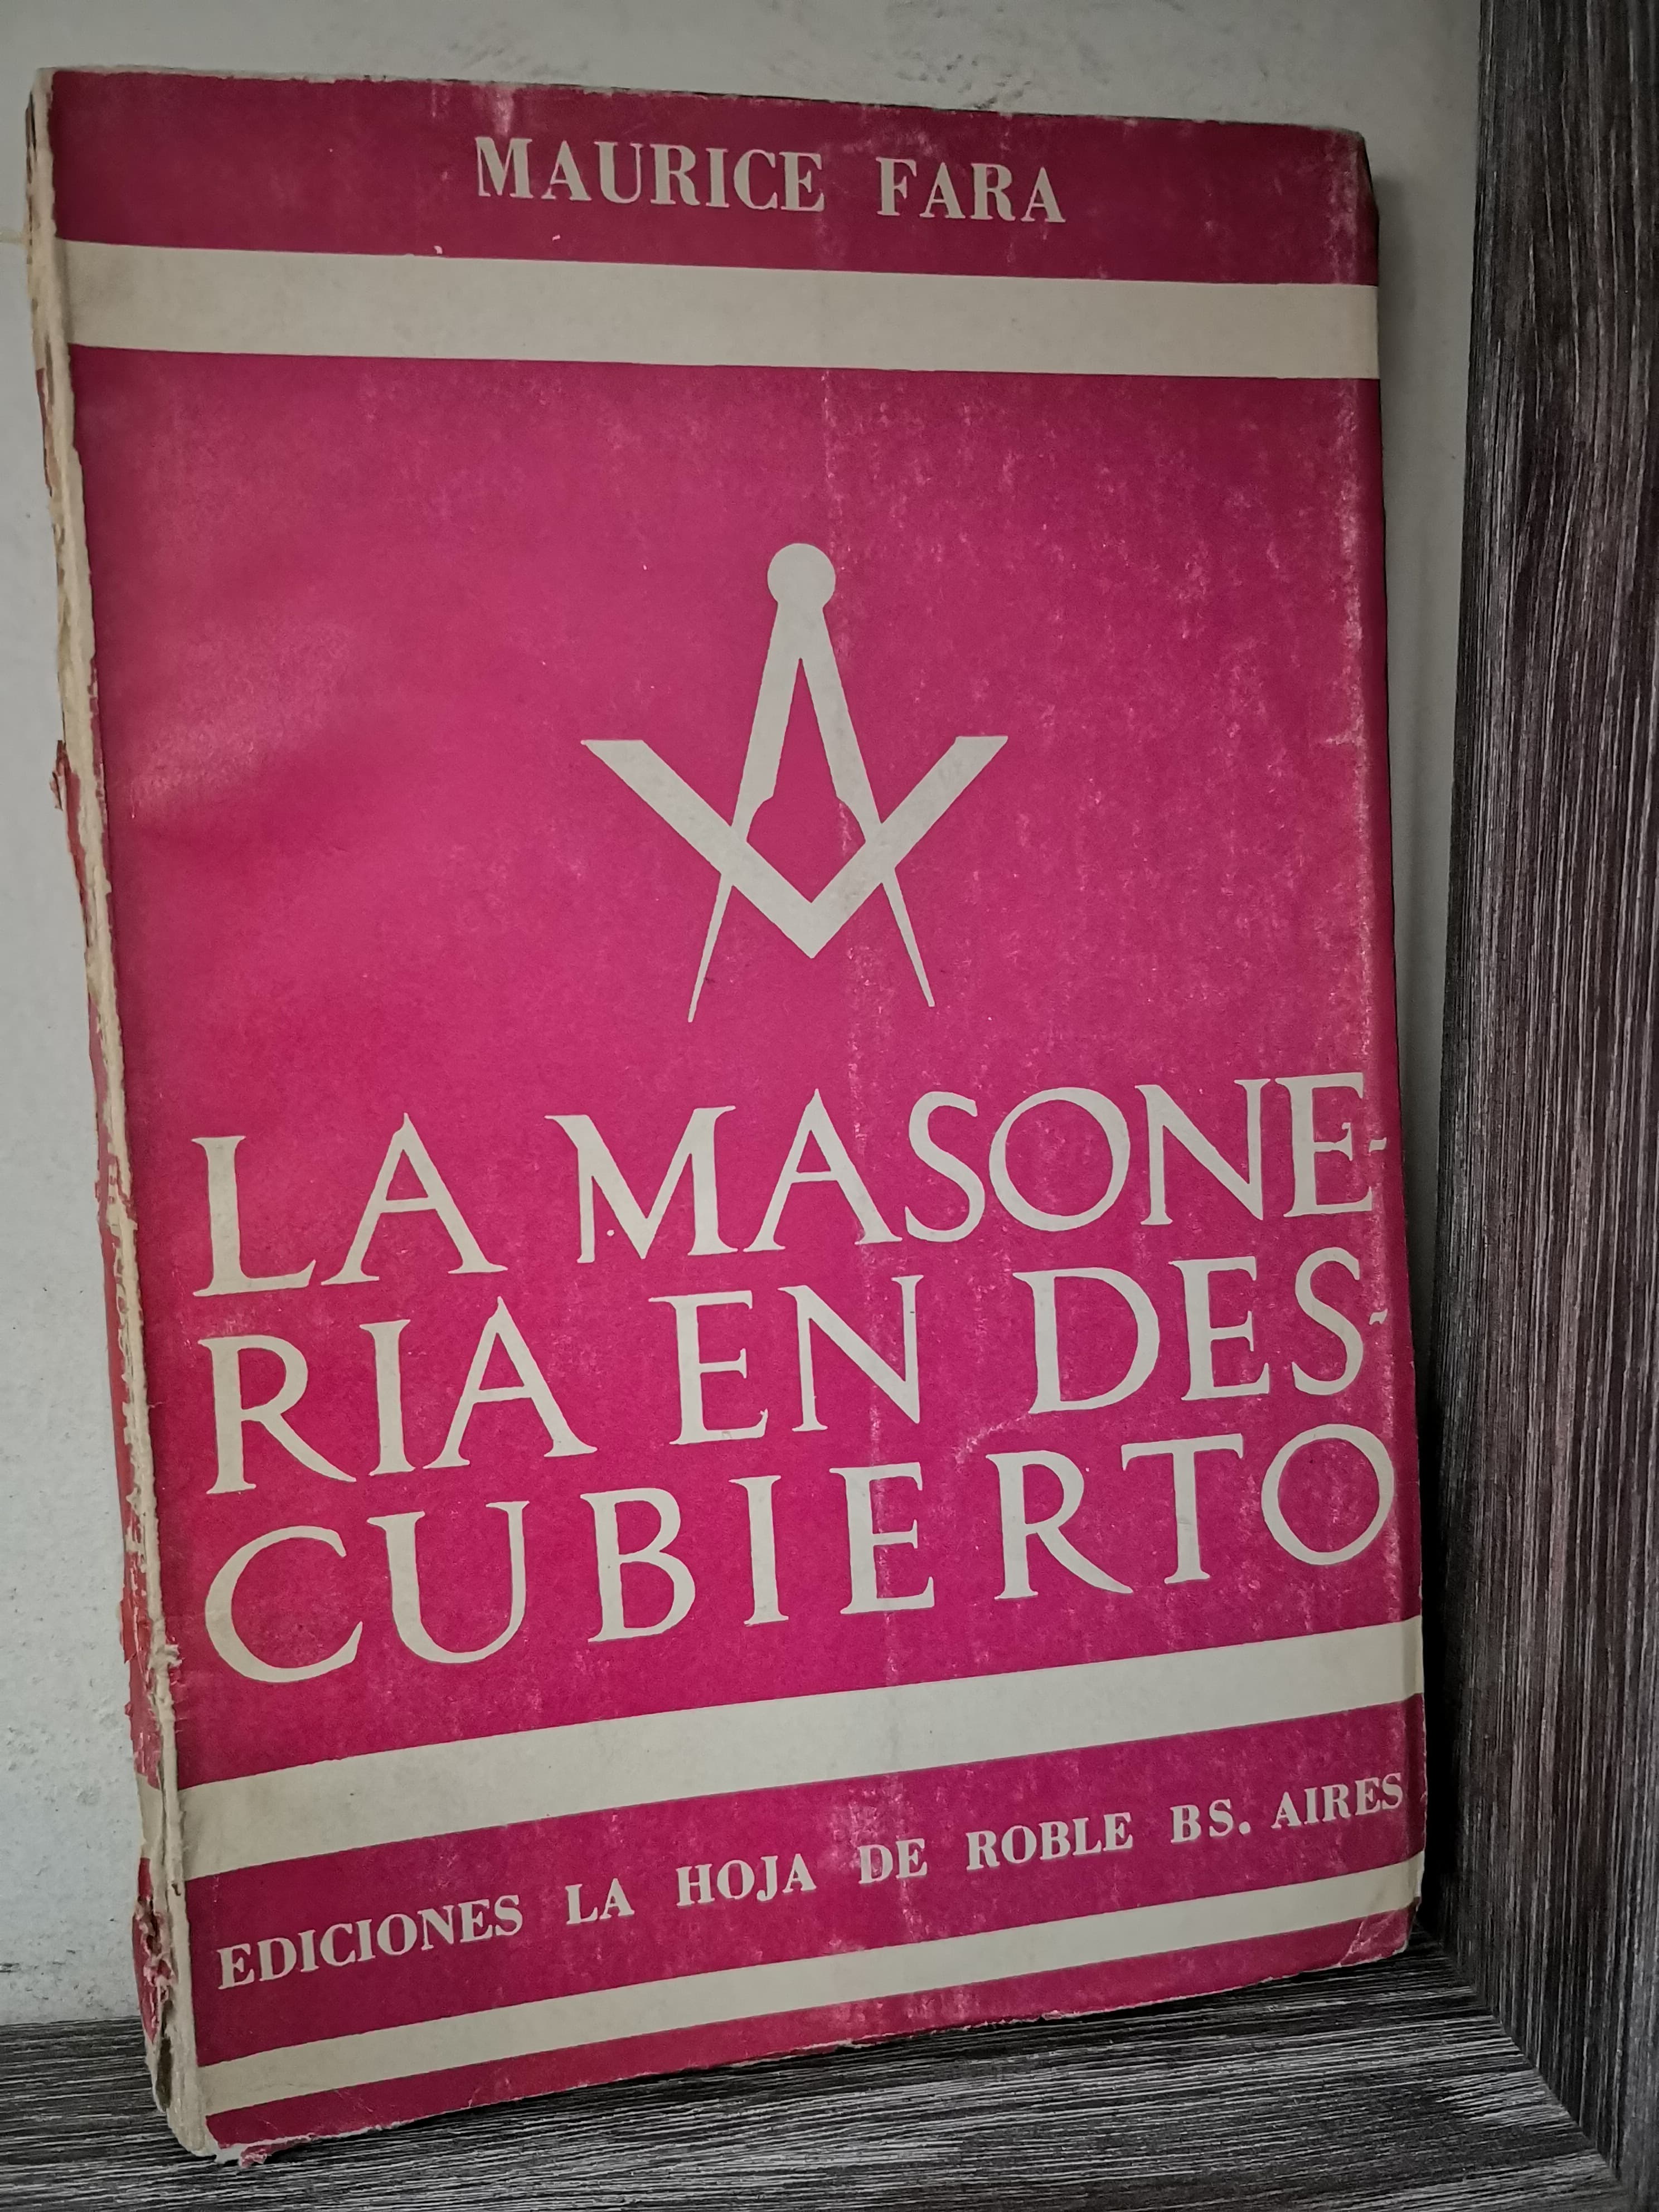 MAURICE FARA
LA MASONE-
RIA EN DES-
CUBIERTO
EDICIONES LA HOJA DE ROBLE BS. AIRES